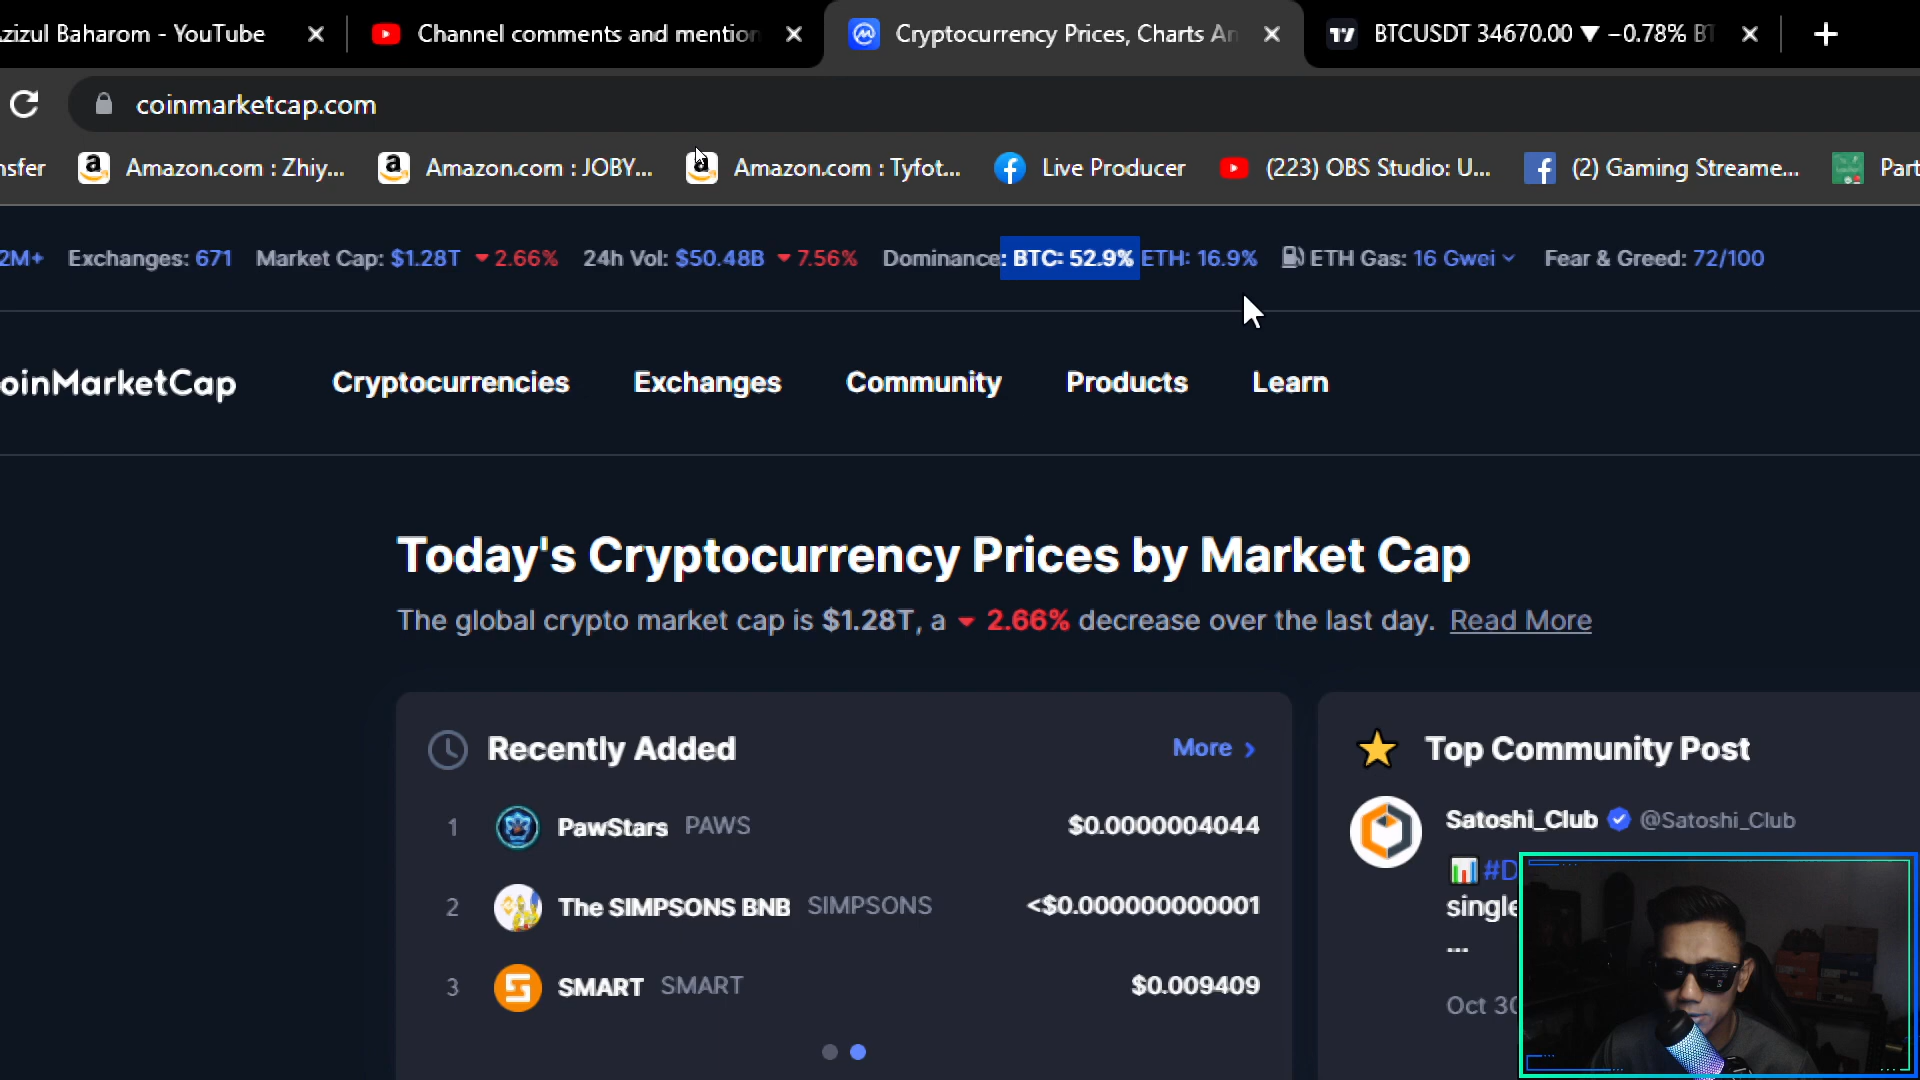 zizul Baharom - YouTube
Channel comments and mention
Cryptocurrency Prices, Charts An
BTCUSDT 34670.00 ▼ −0.78% BT
coinmarketcap.com
nsfer
Amazon.com : Zhiy...
Amazon.com : JOBY...
Amazon.com : Tyfot...
Live Producer
(223) OBS Studio: U...
(2) Gaming Streame...
Part
2M+ Exchanges: 671 Market Cap: $1.28T ▼ 2.66% 24h Vol: $50.48B ▼ 7.56% Dominance: BTC: 52.9% ETH: 16.9% ETH Gas: 16 Gwei Fear & Greed: 72/100
oinMarketCap
Cryptocurrencies Exchanges Community Products Learn
Today's Cryptocurrency Prices by Market Cap
The global crypto market cap is $1.28T, a ▼ 2.66% decrease over the last day. Read More
Recently Added
More >
1 PawStars PAWS $0.0000004044
2 The SIMPSONS BNB SIMPSONS <$0.000000000001
3 SMART SMART $0.009409
Top Community Post
Satoshi_Club @Satoshi_Club
#D
single
...
Oct 30